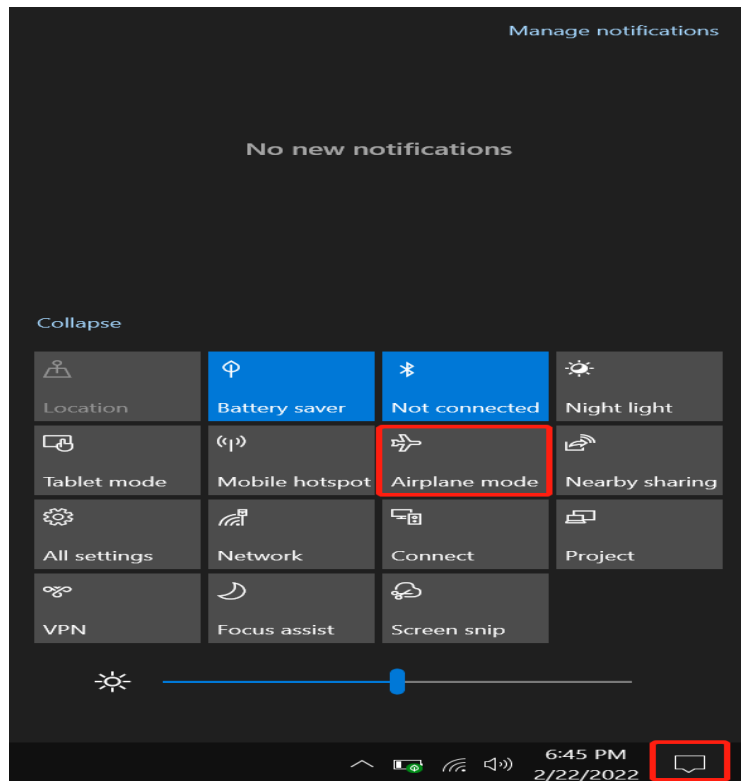 Manage notifications
No new notifications
Collapse
Location
Battery saver
Not connected
Night light
Tablet mode
Mobile hotspot
Airplane mode
Nearby sharing
All settings
Network
Connect
Project
VPN
Focus assist
Screen snip
6:45 PM
2/22/2022